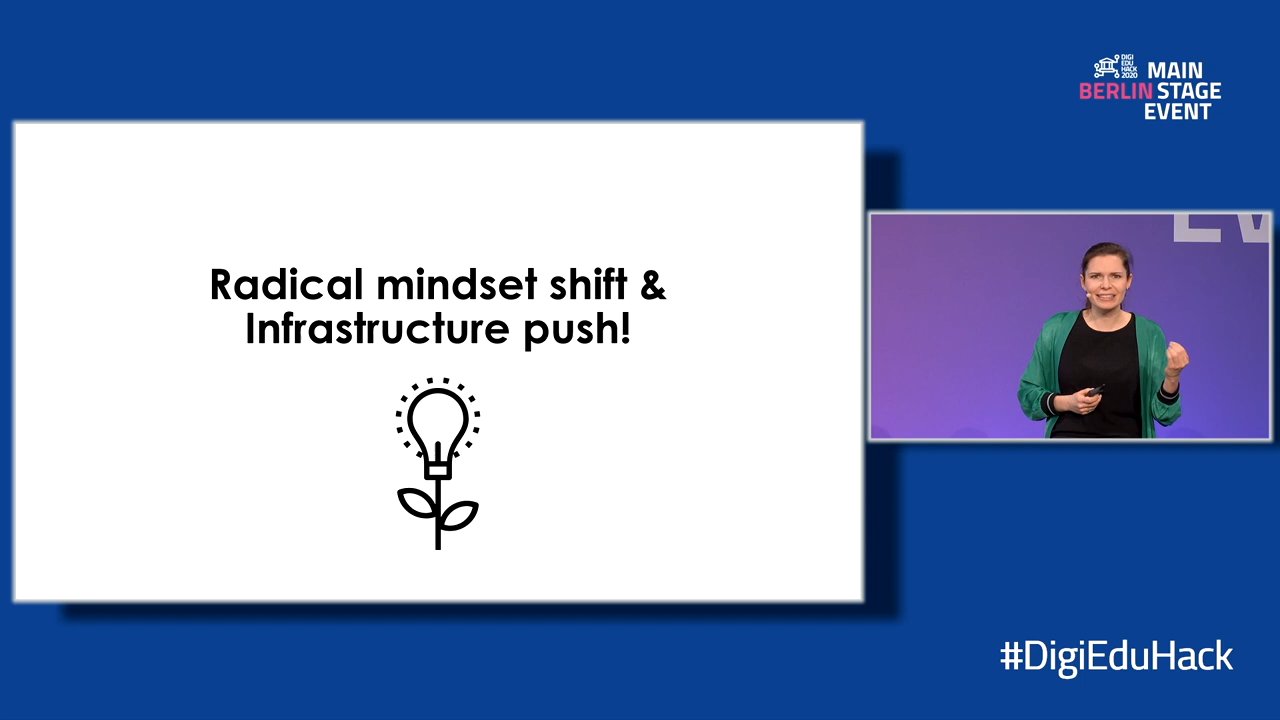 DIGI
EDU
HACK
2020
MAIN
BERLIN STAGE
EVENT
Radical mindset shift &
Infrastructure push!
#DigiEduHack